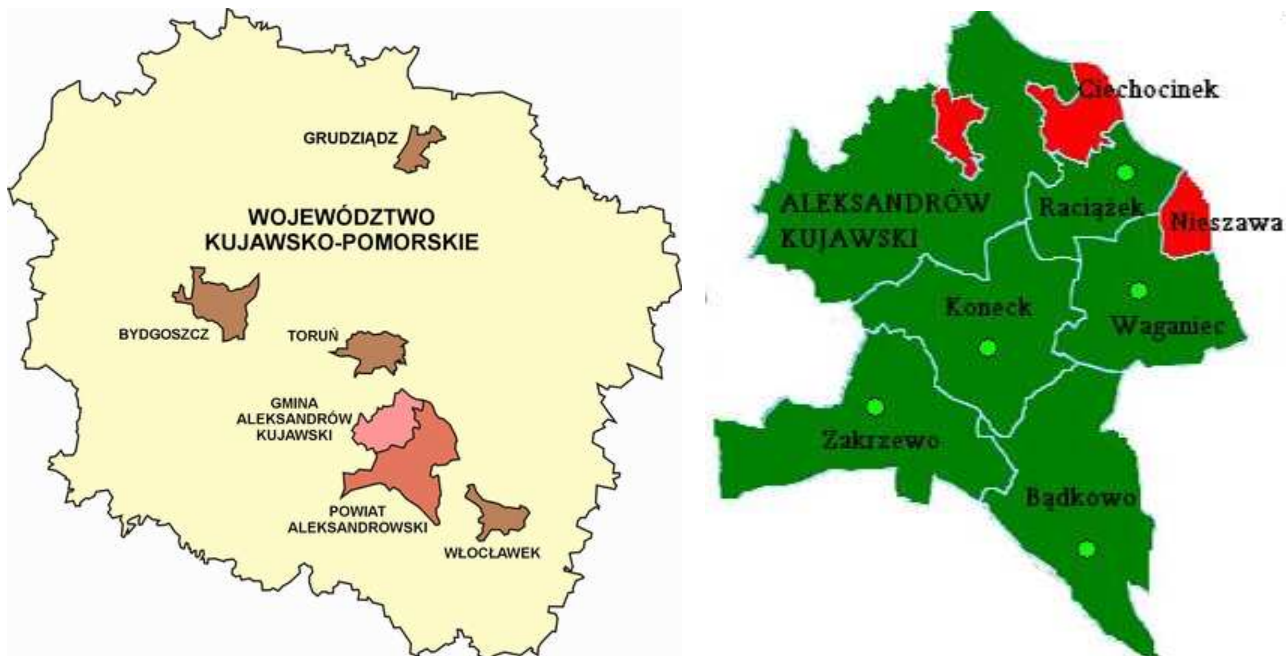 GRUDZIĄDZ
WOJEWÓDZTWO
KUJAWSKO-POMORSKIE
BYDGOSZCZ
TORUŃ
GMINA
ALEKSANDRÓW
KUJAWSKI
POWIAT
ALEKSANDROWSKI
WŁOCŁAWEK
Ciechocinek
ALEKSANDRÓW
KUJAWSKI
Raciążek
Nieszawa
Koneck
Waganiec
Zakrzewo
Bądkowo